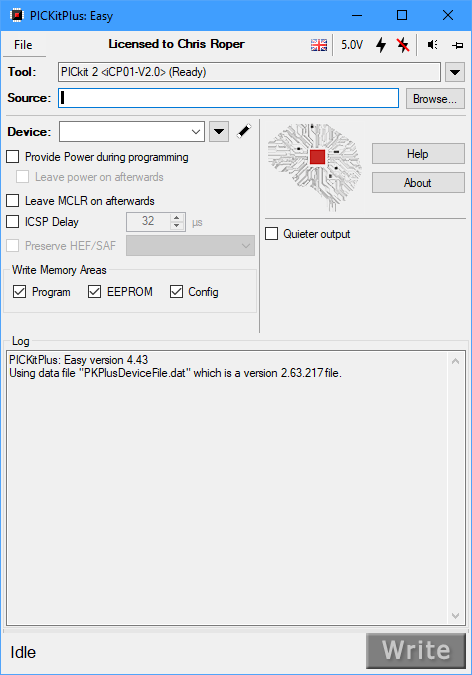 PICKitPlus: Easy
File
Licensed to Chris Roper
5.0V
Tool:
PICkit 2 <iCP01-V2.0> (Ready)
Source:
Browse...
Device:
Provide Power during programming
Leave power on afterwards
Leave MCLR on afterwards
ICSP Delay
32
µs
Preserve HEF/SAF
Help
About
Quieter output
Write Memory Areas
Program
EEPROM
Config
Log
PICKitPlus: Easy version 4.43
Using data file "PKPlusDeviceFile.dat" which is a version 2.63.217 file.
Idle
Write